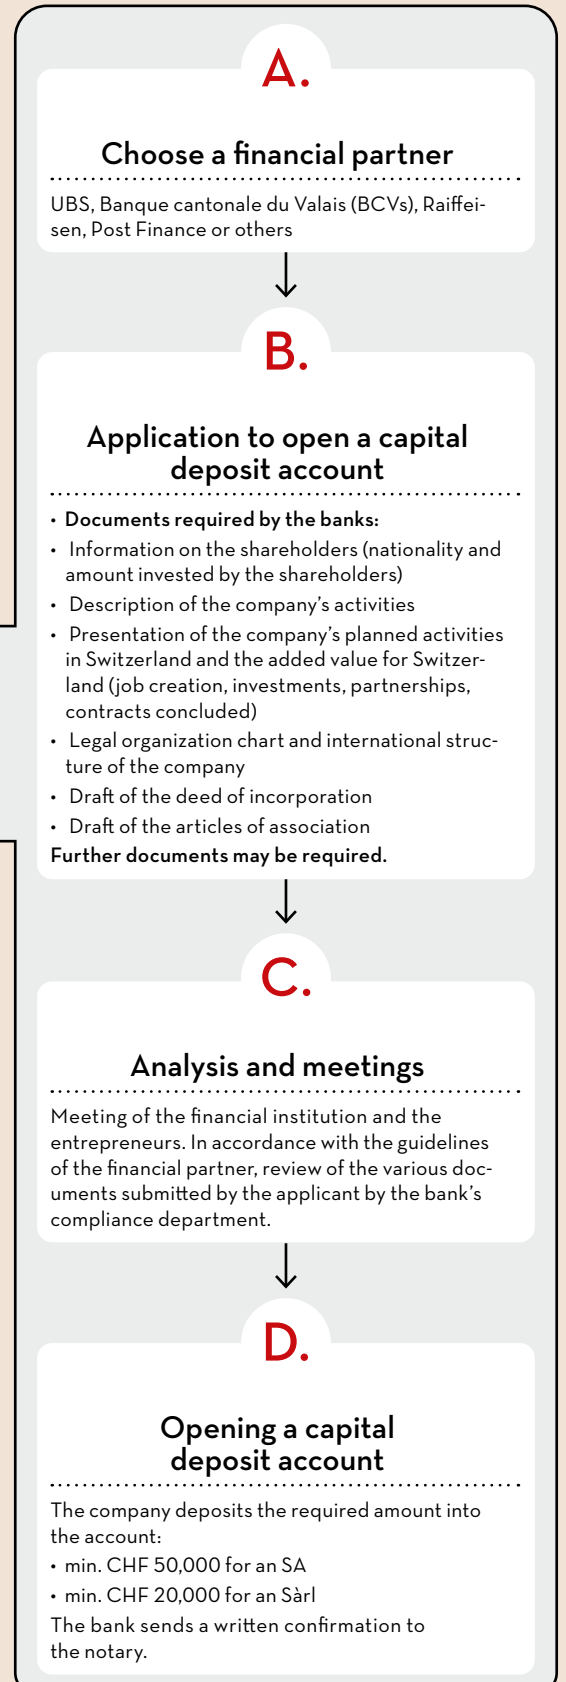 A.
Choose a financial partner
UBS, Banque cantonale du Valais (BCVs), Raiffei-
sen, Post Finance or others
B.
Application to open a capital
deposit account
• Documents required by the banks:
• Information on the shareholders (nationality and
amount invested by the shareholders)
• Description of the company's activities
• Presentation of the company's planned activities
in Switzerland and the added value for Switzer-
land (job creation, investments, partnerships,
contracts concluded)
• Legal organization chart and international struc-
ture of the company
• Draft of the deed of incorporation
• Draft of the articles of association
Further documents may be required.
C.
Analysis and meetings
Meeting of the financial institution and the
entrepreneurs. In accordance with the guidelines
of the financial partner, review of the various doc-
uments submitted by the applicant by the bank's
compliance department.
D.
Opening a capital
deposit account
The company deposits the required amount into
the account:
• min. CHF 50,000 for an SA
• min. CHF 20,000 for an Sàrl
The bank sends a written confirmation to
the notary.